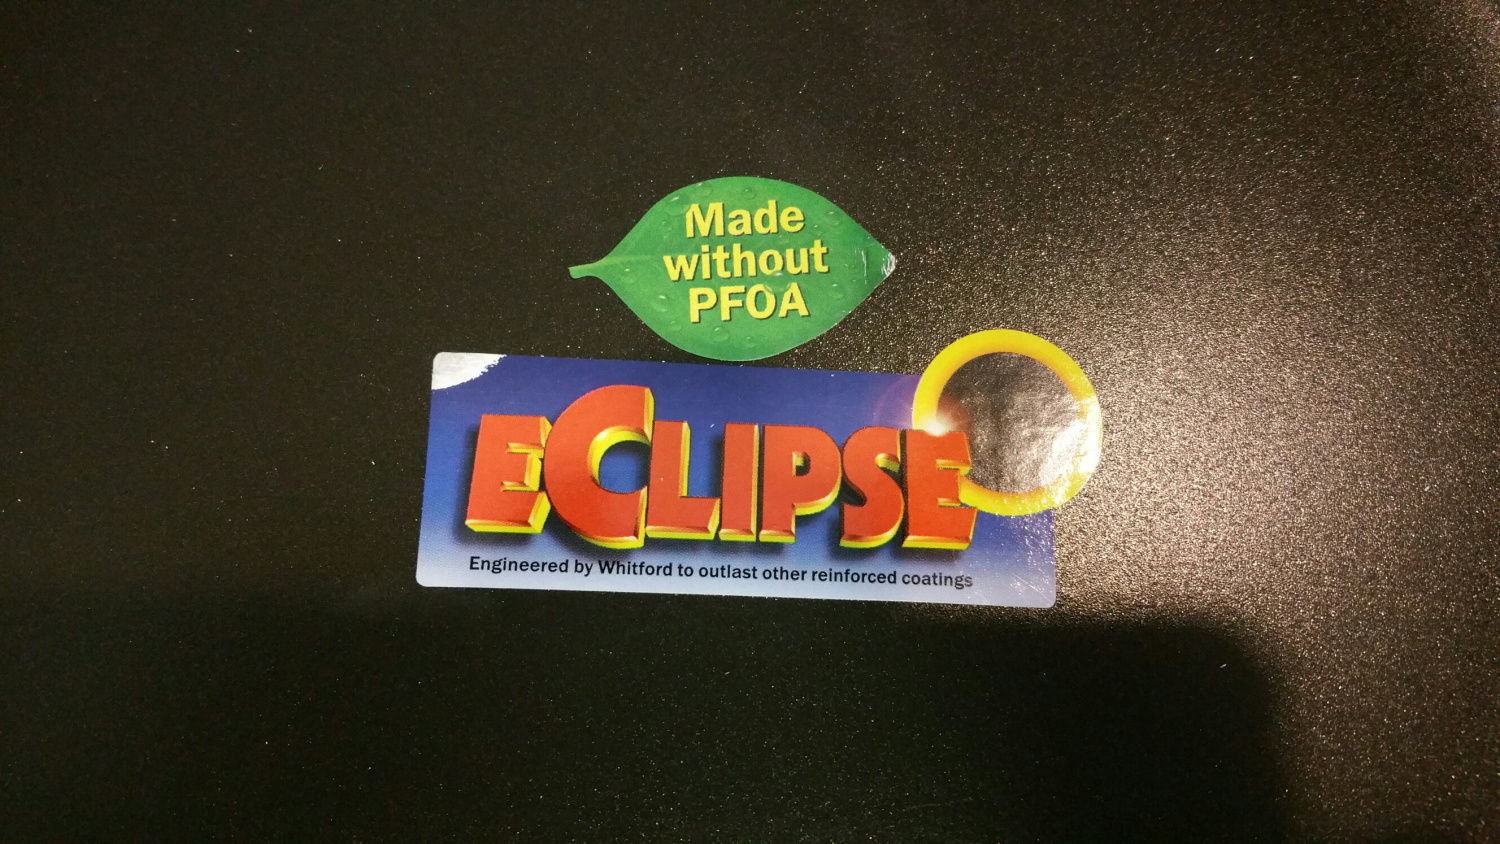 Made
without
PFOA
ECLIPSE
Engineered by Whitford to outlast other reinforced coatings